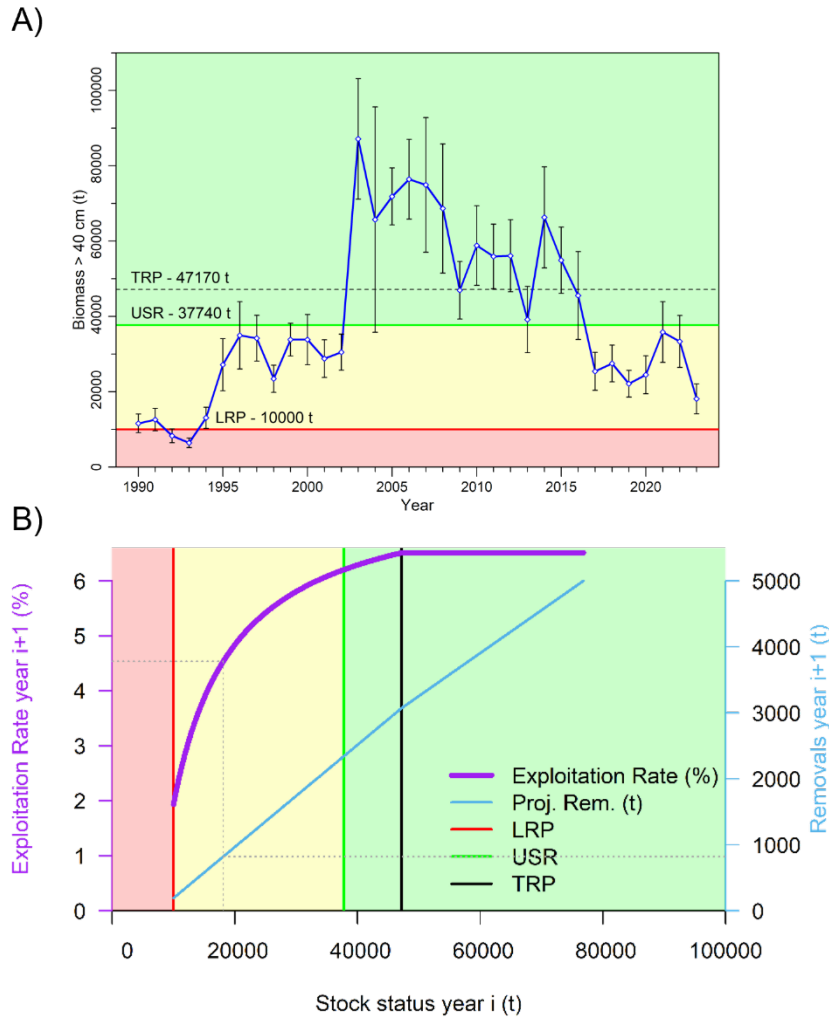 A)
Biomass > 40 cm (t)
0 20000 40000 60000 80000 100000
TRP - 47170 t
USR - 37740 t
LRP - 10000 t
1990 1995 2000 2005 2010 2015 2020
Year
B)
Exploitation Rate year i+1 (%)
0 1 2 3 4 5 6
Exploitation Rate (%)
Proj. Rem. (t)
LRP
USR
TRP
0 1000 2000 3000 4000 5000
Removals year i+1 (t)
0 20000 40000 60000 80000 100000
Stock status year i (t)